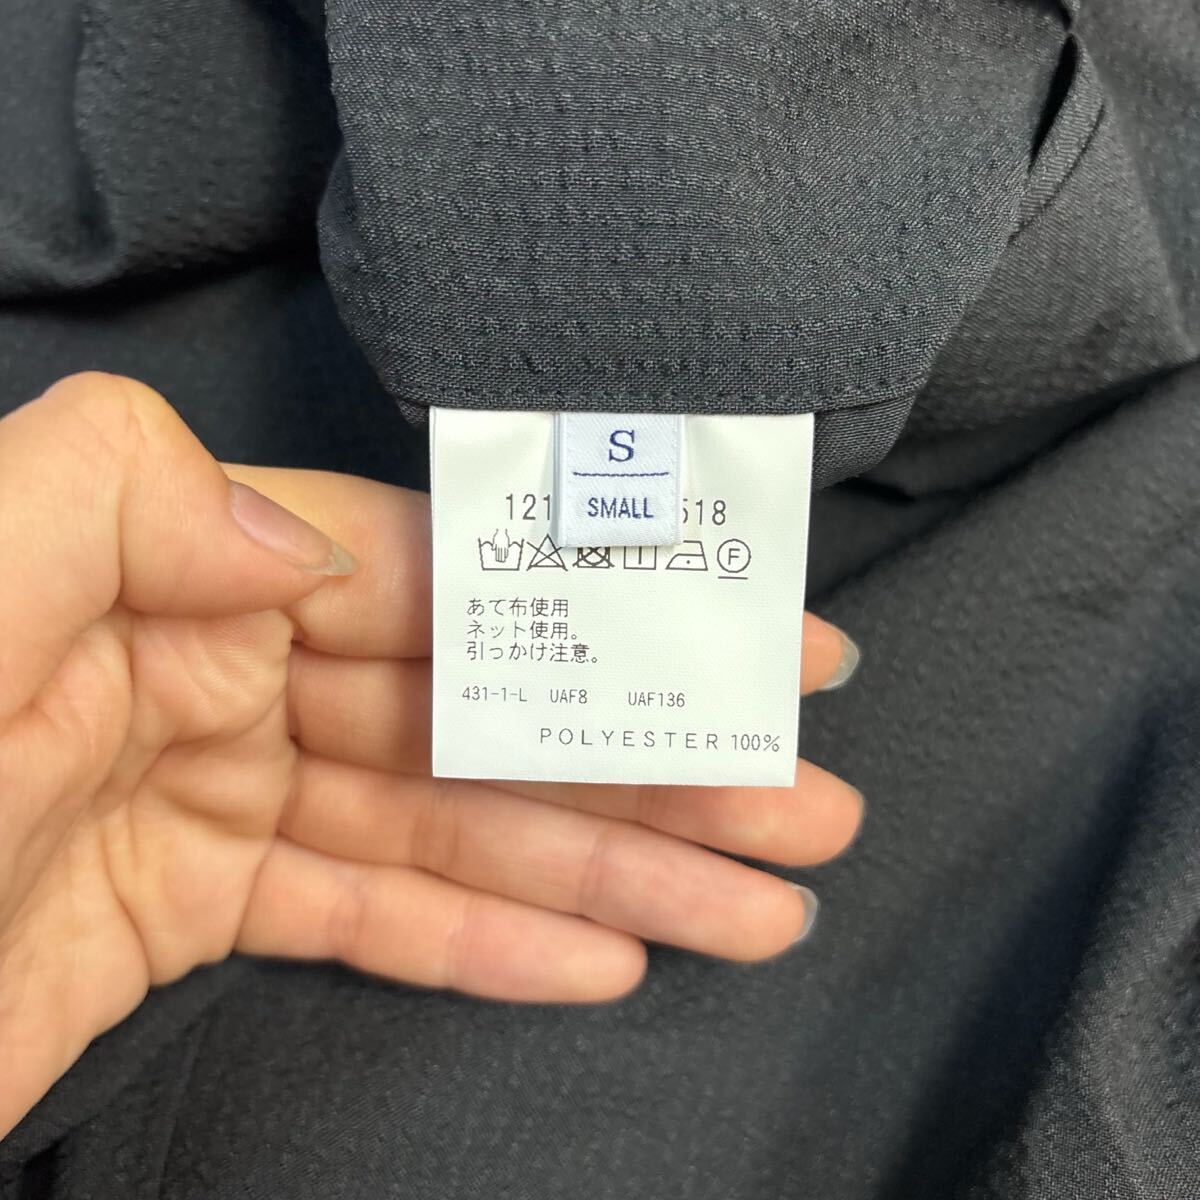 S
SMALL
121 518
F
あて布使用
ネット使用。
引っかけ注意。
431-1-L UAF8 UAF136
POLYESTER 100%